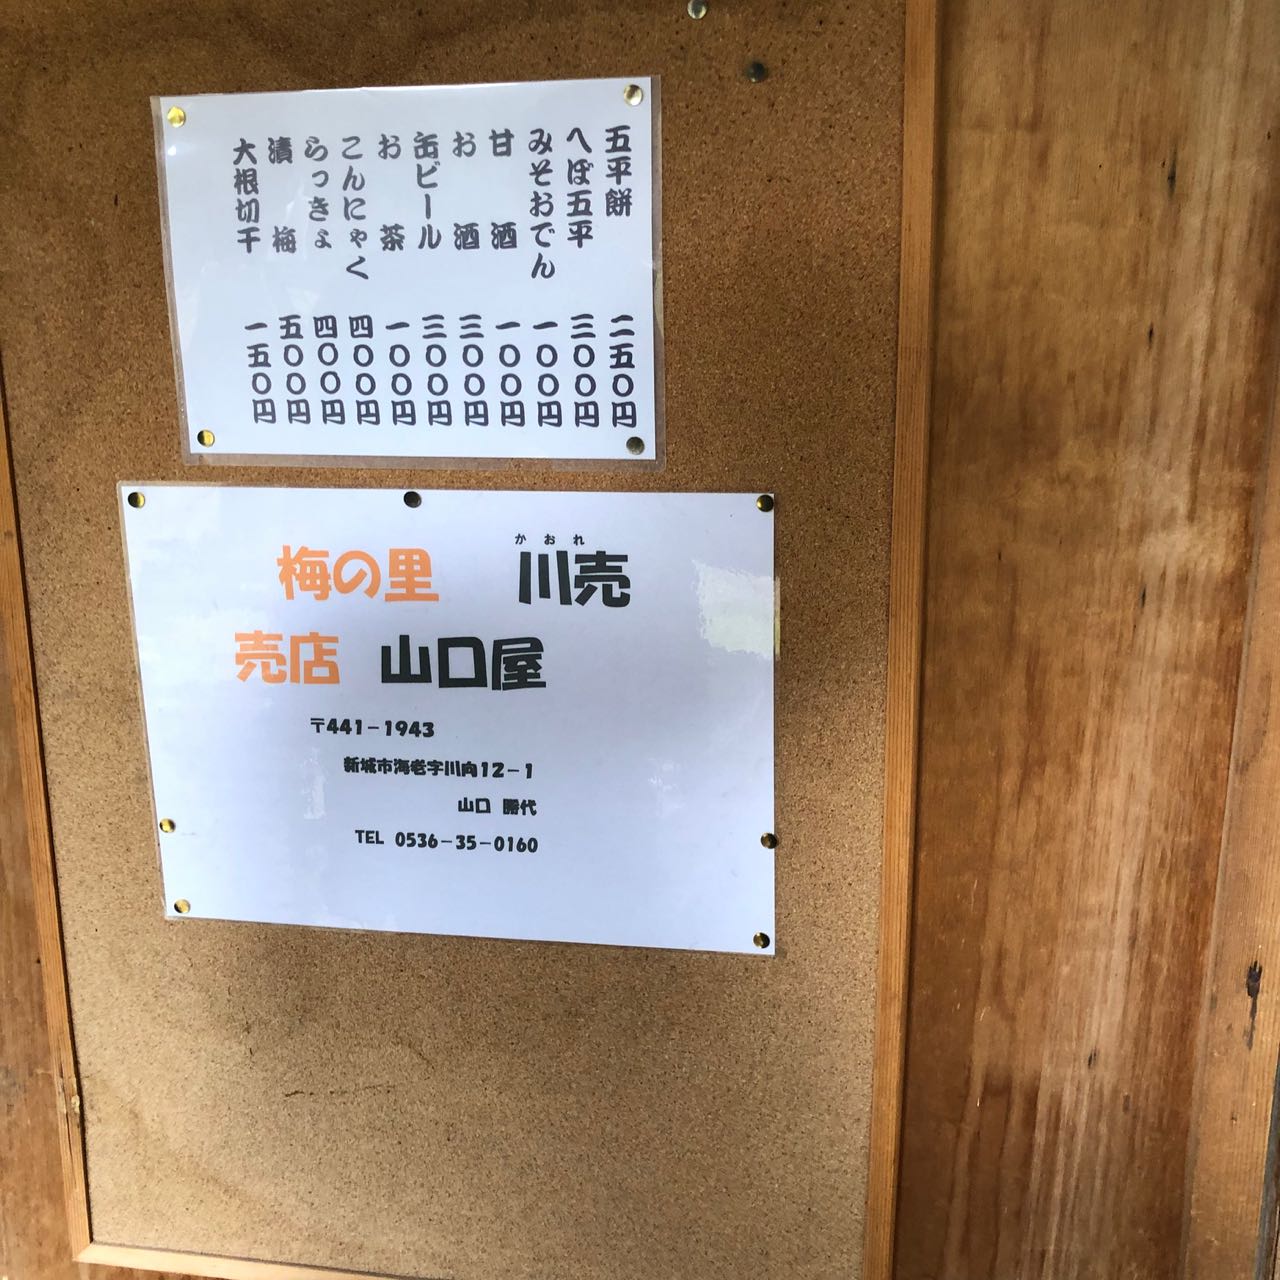 五平餅 二五〇円
へぼ五平 三〇〇円
みそおでん 一〇〇円
甘酒 一〇〇円
お酒 三〇〇円
缶ビール 三〇〇円
お茶 一〇〇円
こんにゃく 四〇〇円
らっきょ 四〇〇円
漬梅 五〇〇円
大根切干 一五〇円
かおれ
梅の里 川売
売店 山口屋
〒441-1943
新城市海老字川向12-1
山口 勝代
TEL 0536-35-0160